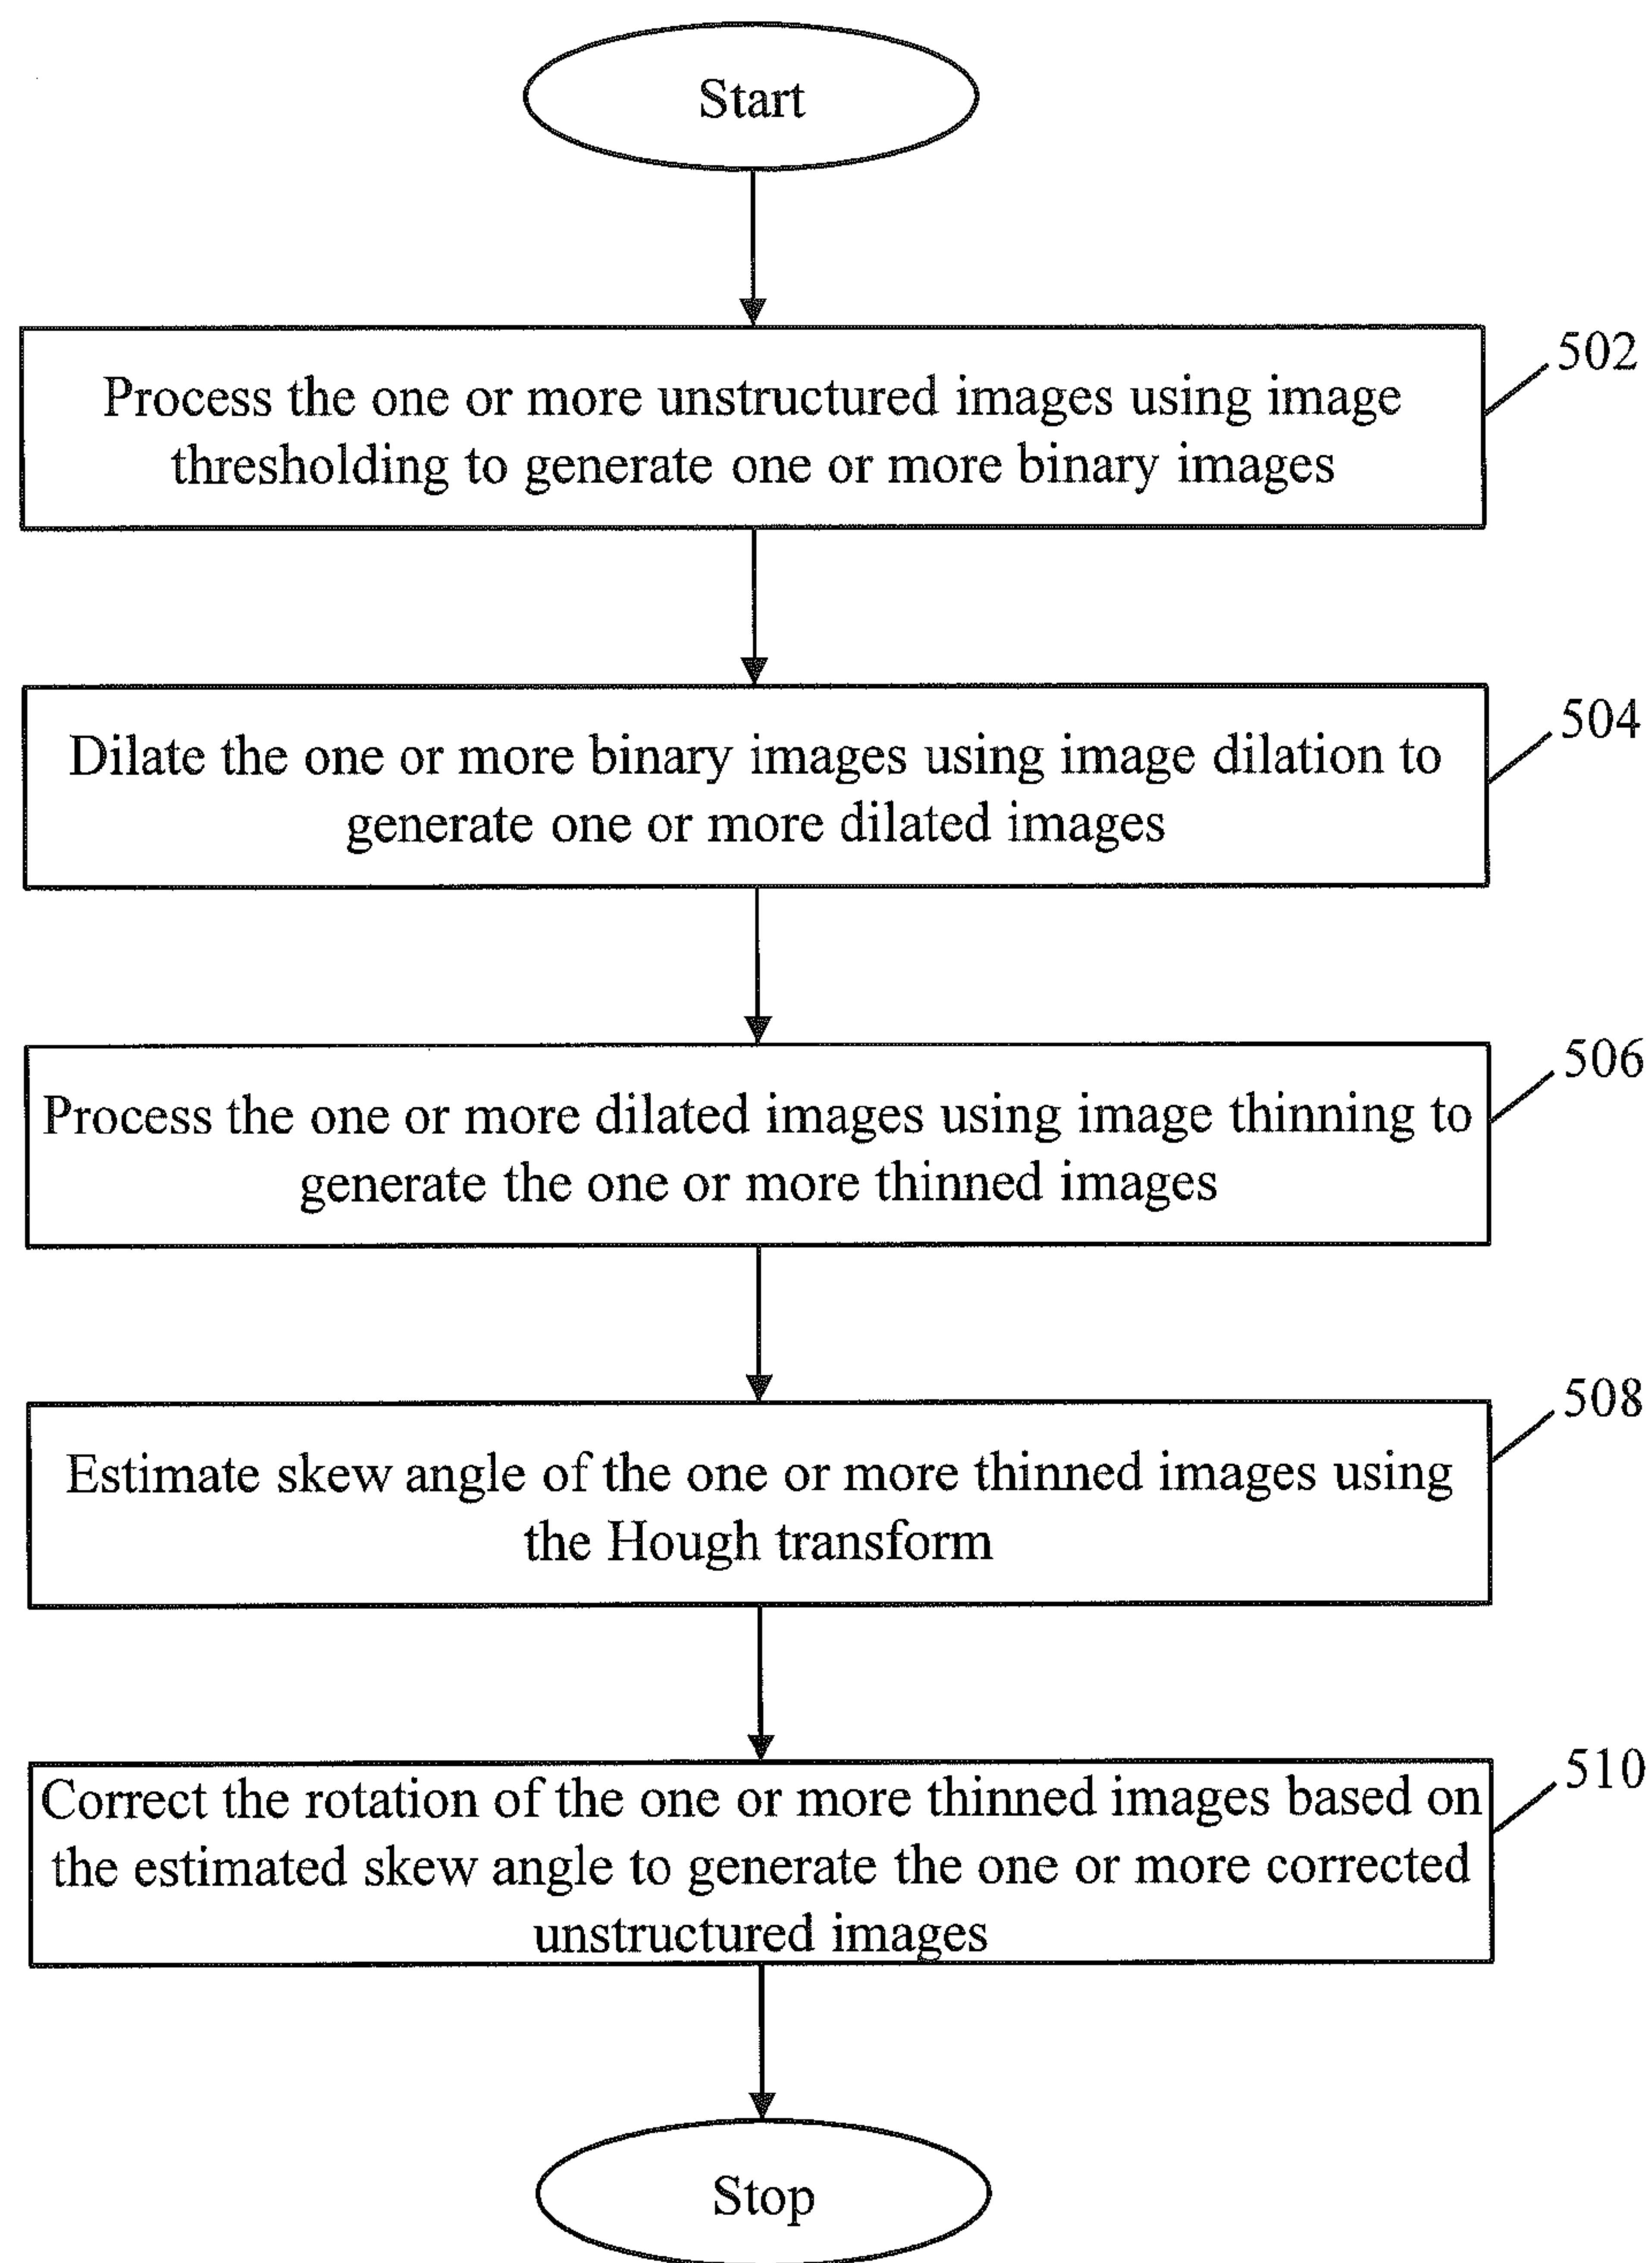 Start
502
Process the one or more unstructured images using image
thresholding to generate one or more binary images
504
Dilate the one or more binary images using image dilation to
generate one or more dilated images
506
Process the one or more dilated images using image thinning to
generate the one or more thinned images
508
Estimate skew angle of the one or more thinned images using
the Hough transform
510
Correct the rotation of the one or more thinned images based on
the estimated skew angle to generate the one or more corrected
unstructured images
Stop